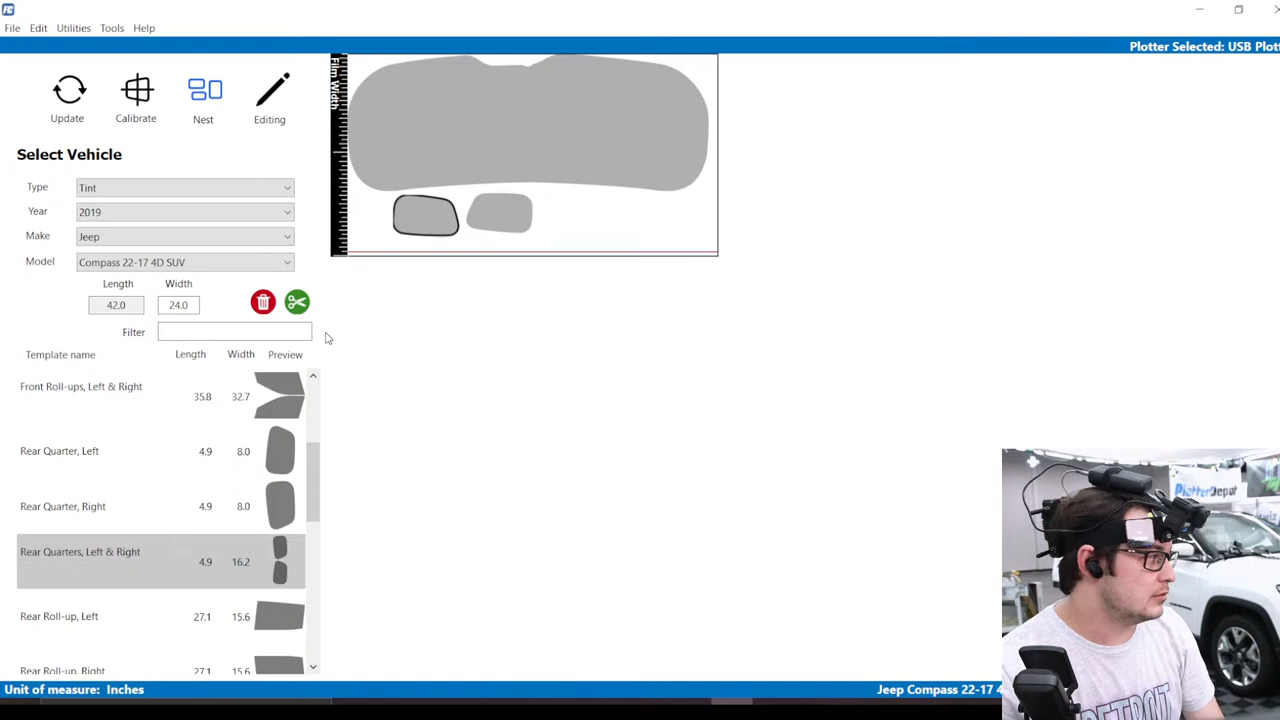 FC
File Edit Utilities Tools Help
Plotter Selected: USB Plott
Update Calibrate Nest Editing
Select Vehicle
Type Tint
Year 2019
Make Jeep
Model Compass 22-17 4D SUV
Length Width
42.0 24.0
Filter
Template name Length Width Preview
Front Roll-ups, Left & Right 35.8 32.7
Rear Quarter, Left 4.9 8.0
Rear Quarter, Right 4.9 8.0
Rear Quarters, Left & Right 4.9 16.2
Rear Roll-up, Left 27.1 15.6
Rear Roll-up, Right 27.1 15.6
Film Width
PlotterDepot
DETROIT
Unit of measure: Inches
Jeep Compass 22-17 4